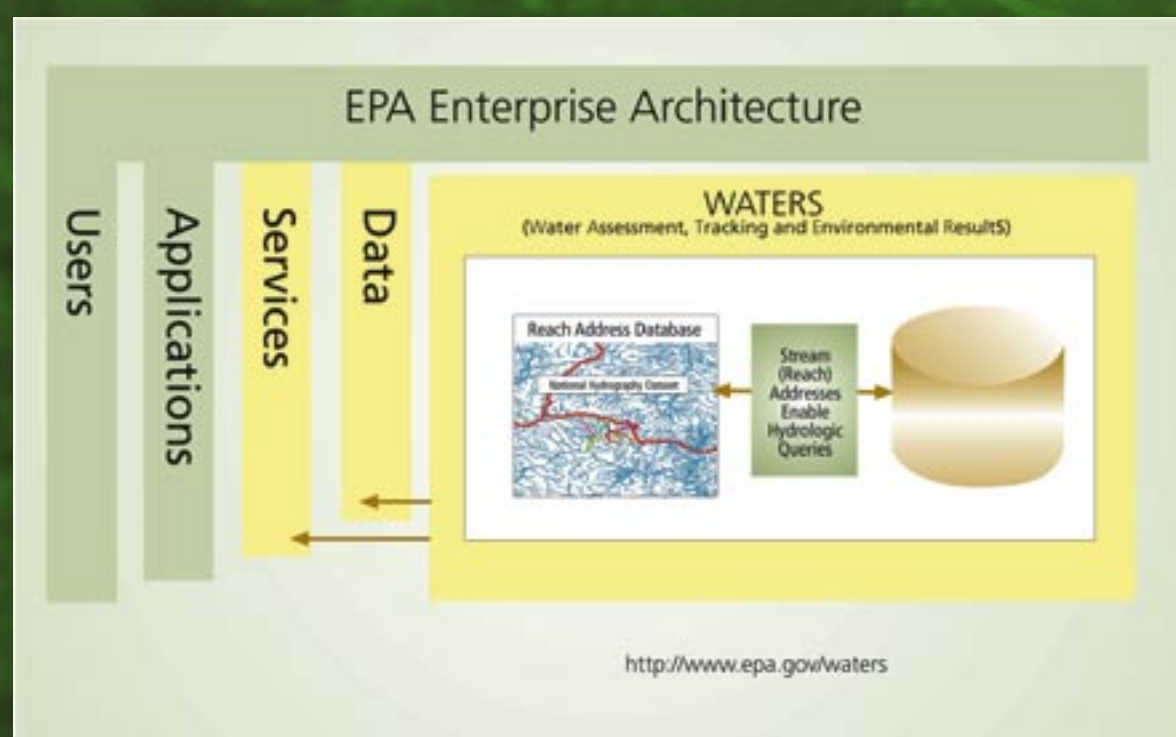 EPA Enterprise Architecture
Users
Applications
Services
Data
WATERS
(Water Assessment, Tracking and Environmental ResultS)
Reach Address Database
National Hydrography Dataset
Stream
(Reach)
Addresses
Enable
Hydrologic
Queries
http://www.epa.gov/waters